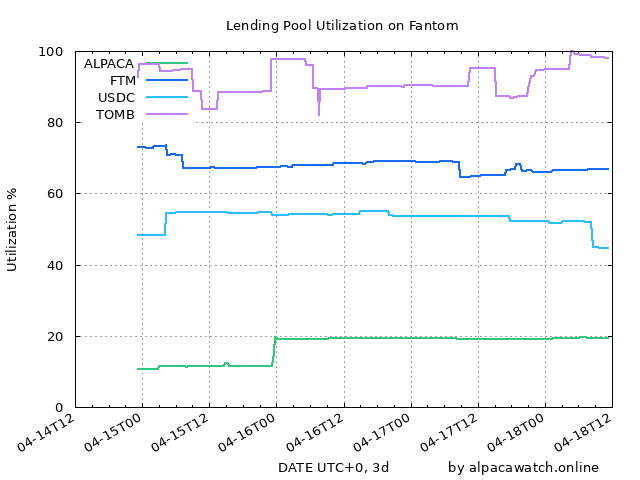 Lending Pool Utilization on Fantom
Utilization %
100
80
60
40
20
0
ALPACA
FTM
USDC
TOMB
04-14T12
04-15T00
04-15T12
04-16T00
04-16T12
04-17T00
04-17T12
04-18T00
04-18T12
DATE UTC+0, 3d
by alpacawatch.online